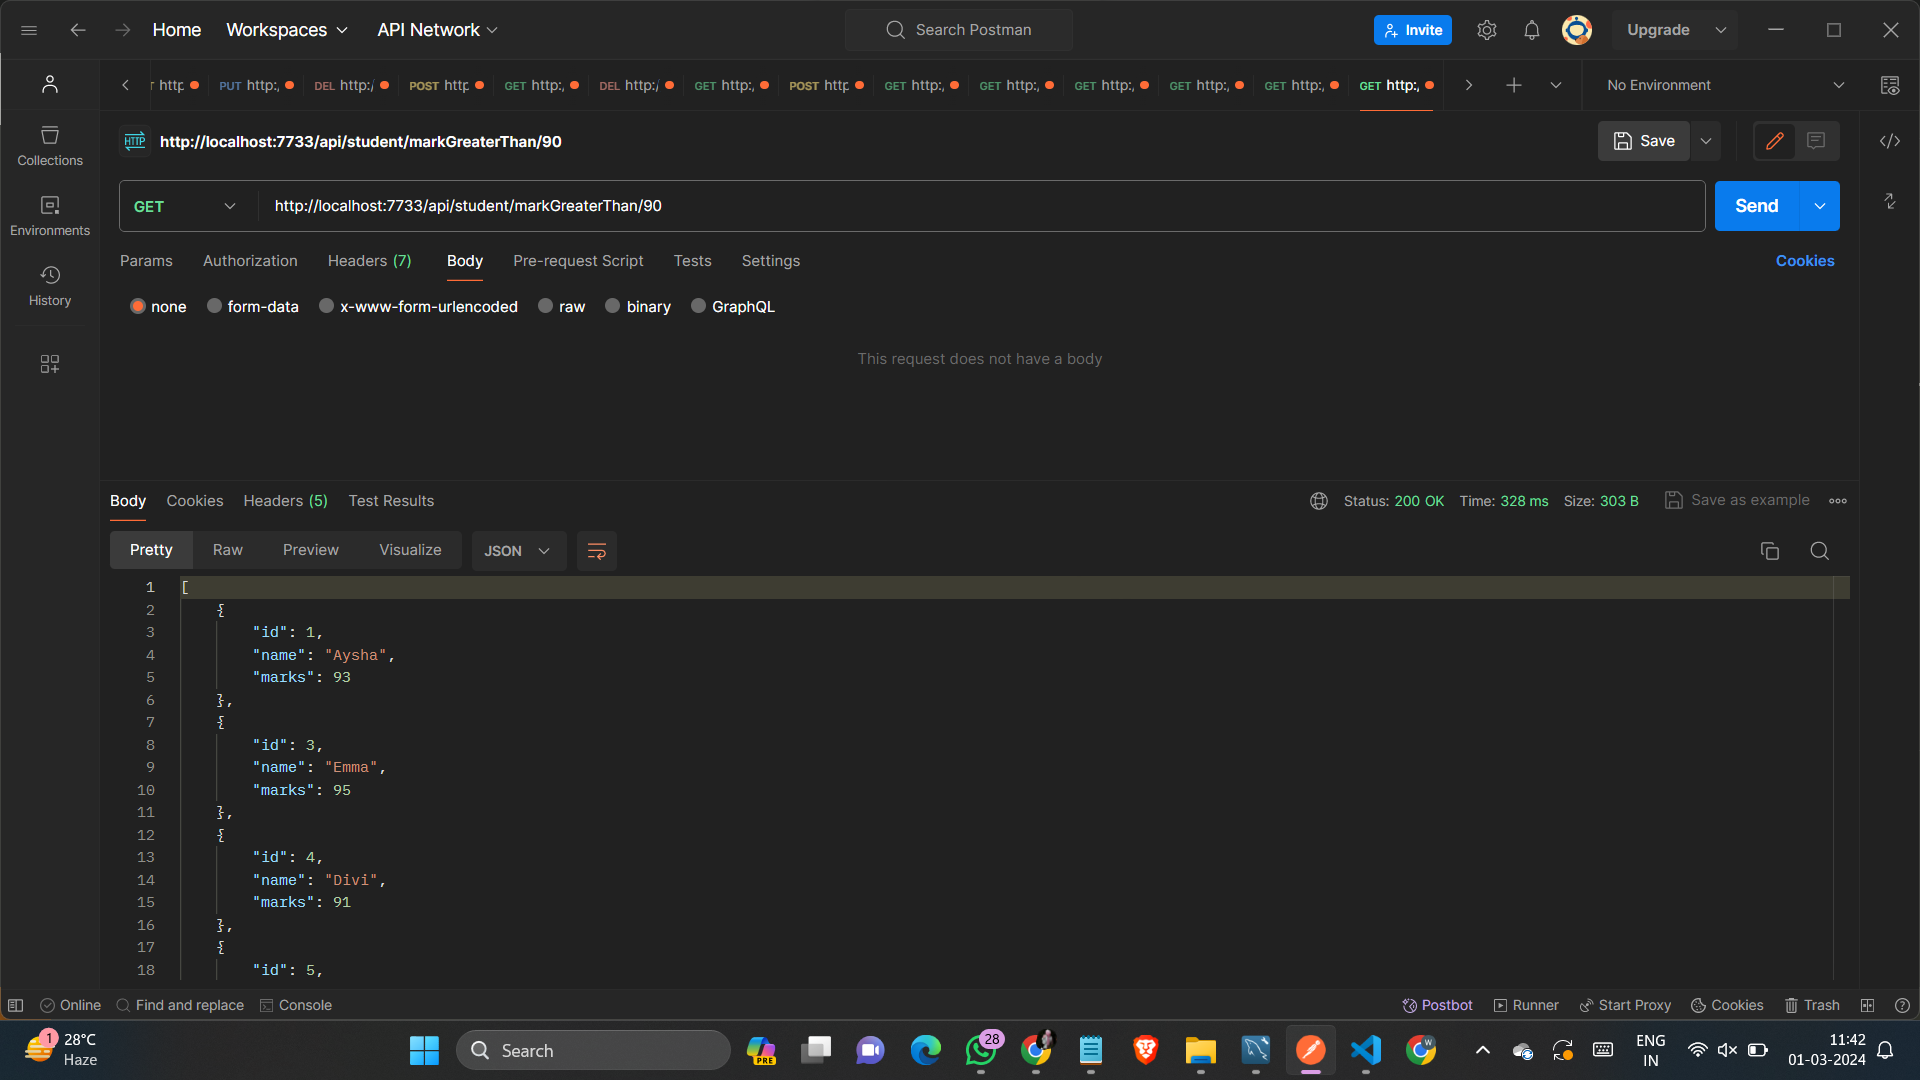 Home
Workspaces
API Network
Search Postman
Invite
Upgrade
http
PUT http:/
DEL http:/
POST http
GET http:/
DEL http:/
GET http:/
POST http
GET http:/
GET http:/
GET http:/
GET http:/
GET http:/
GET http:/
No Environment
HTTP
http://localhost:7733/api/student/markGreaterThan/90
Save
Collections
Environments
History
GET
http://localhost:7733/api/student/markGreaterThan/90
Send
Params Authorization Headers (7) Body Pre-request Script Tests Settings
Cookies
none form-data x-www-form-urlencoded raw binary GraphQL
This request does not have a body
Body Cookies Headers (5) Test Results
Status: 200 OK Time: 328 ms Size: 303 B
Save as example
Pretty Raw Preview Visualize
JSON
1 [
2 {
3 "id": 1,
4 "name": "Aysha",
5 "marks": 93
6 },
7 {
8 "id": 3,
9 "name": "Emma",
10 "marks": 95
11 },
12 {
13 "id": 4,
14 "name": "Divi",
15 "marks": 91
16 },
17 {
18 "id": 5,
Online Find and replace Console
Postbot Runner Start Proxy Cookies Trash
1
28°C
Haze
Search
PRE
28
W
ENG
IN
11:42
01-03-2024